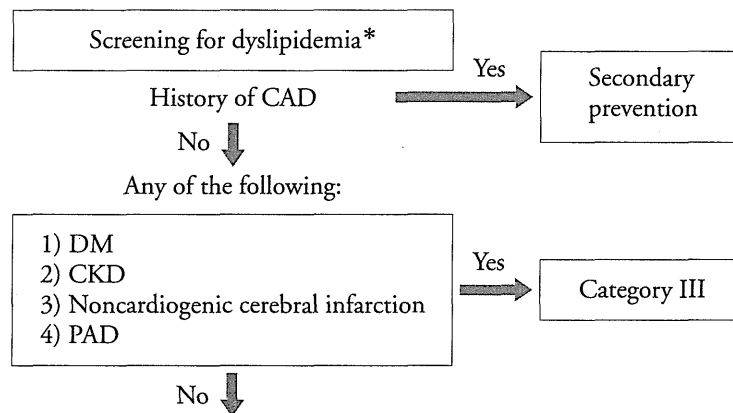 Screening for dyslipidemia*
History of CAD
Yes
Secondary
prevention
No
Any of the following:
1) DM
2) CKD
3) Noncardiogenic cerebral infarction
4) PAD
Yes
Category III
No